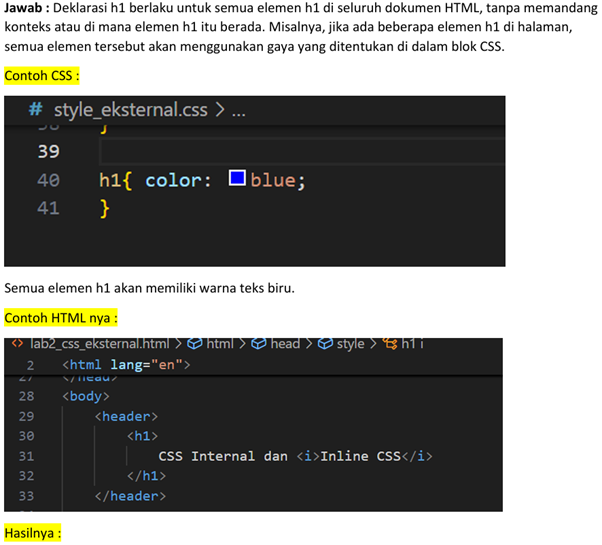 Jawab : Deklarasi h1 berlaku untuk semua elemen h1 di seluruh dokumen HTML, tanpa memandang
konteks atau di mana elemen h1 itu berada. Misalnya, jika ada beberapa elemen h1 di halaman,
semua elemen tersebut akan menggunakan gaya yang ditentukan di dalam blok CSS.
Contoh CSS :
# style_eksternal.css > ...
38 }
39
40 h1{ color: blue;
41 }
Semua elemen h1 akan memiliki warna teks biru.
Contoh HTML nya :
<> lab2_css_eksternal.html > html > head > style > h1 i
2 <html lang="en">
27 </head>
28 <body>
29 <header>
30 <h1>
31 CSS Internal dan <i>Inline CSS</i>
32 </h1>
33 </header>
Hasilnya :